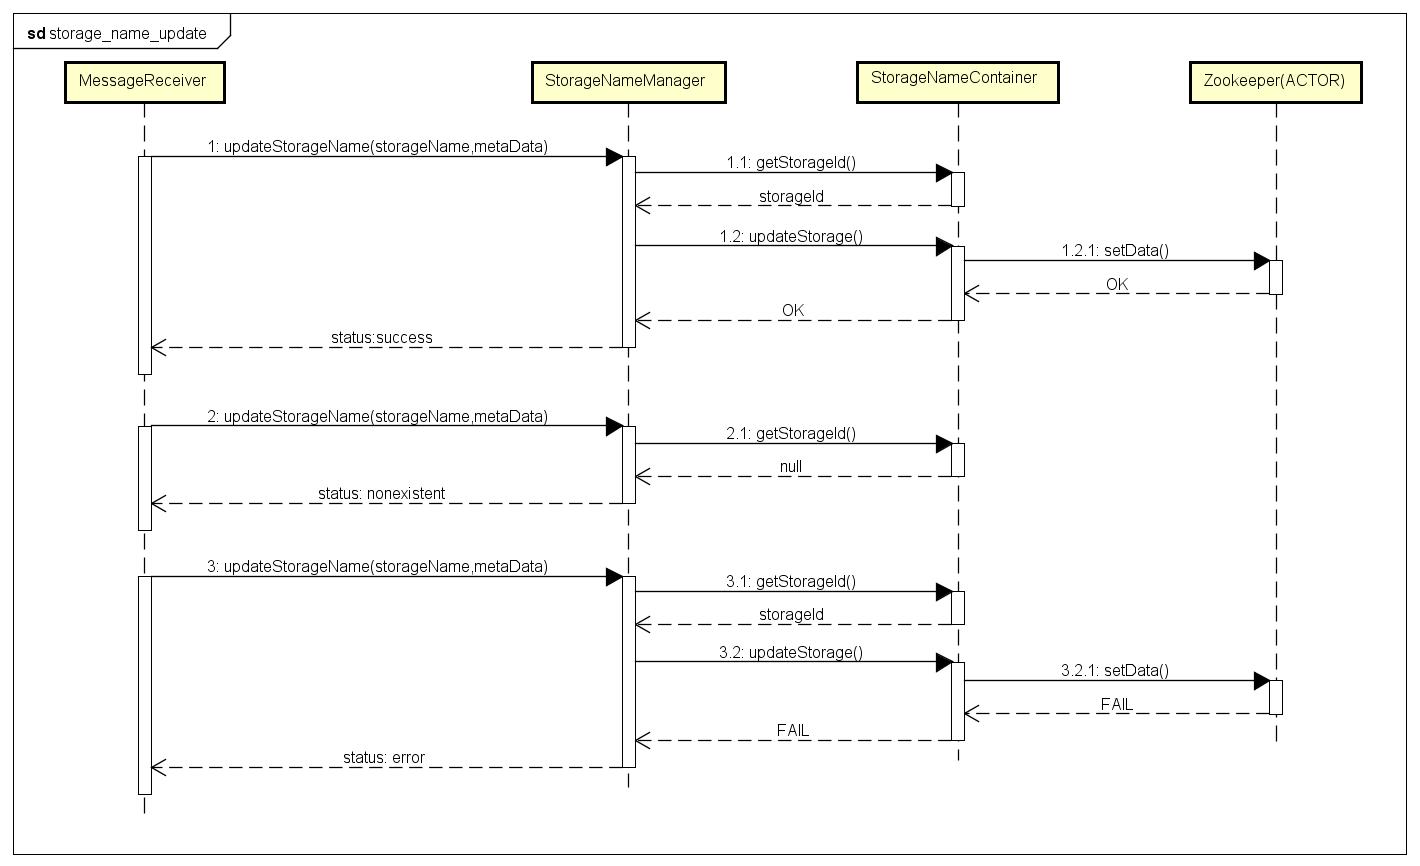 sd storage_name_update
MessageReceiver
StorageNameManager
StorageNameContainer
Zookeeper(ACTOR)
1: updateStorageName(storageName,metaData)
1.1: getStorageId()
storageId
1.2: updateStorage()
1.2.1: setData()
OK
OK
status:success
2: updateStorageName(storageName,metaData)
2.1: getStorageId()
null
status: nonexistent
3: updateStorageName(storageName,metaData)
3.1: getStorageId()
storageId
3.2: updateStorage()
3.2.1: setData()
FAIL
FAIL
status: error